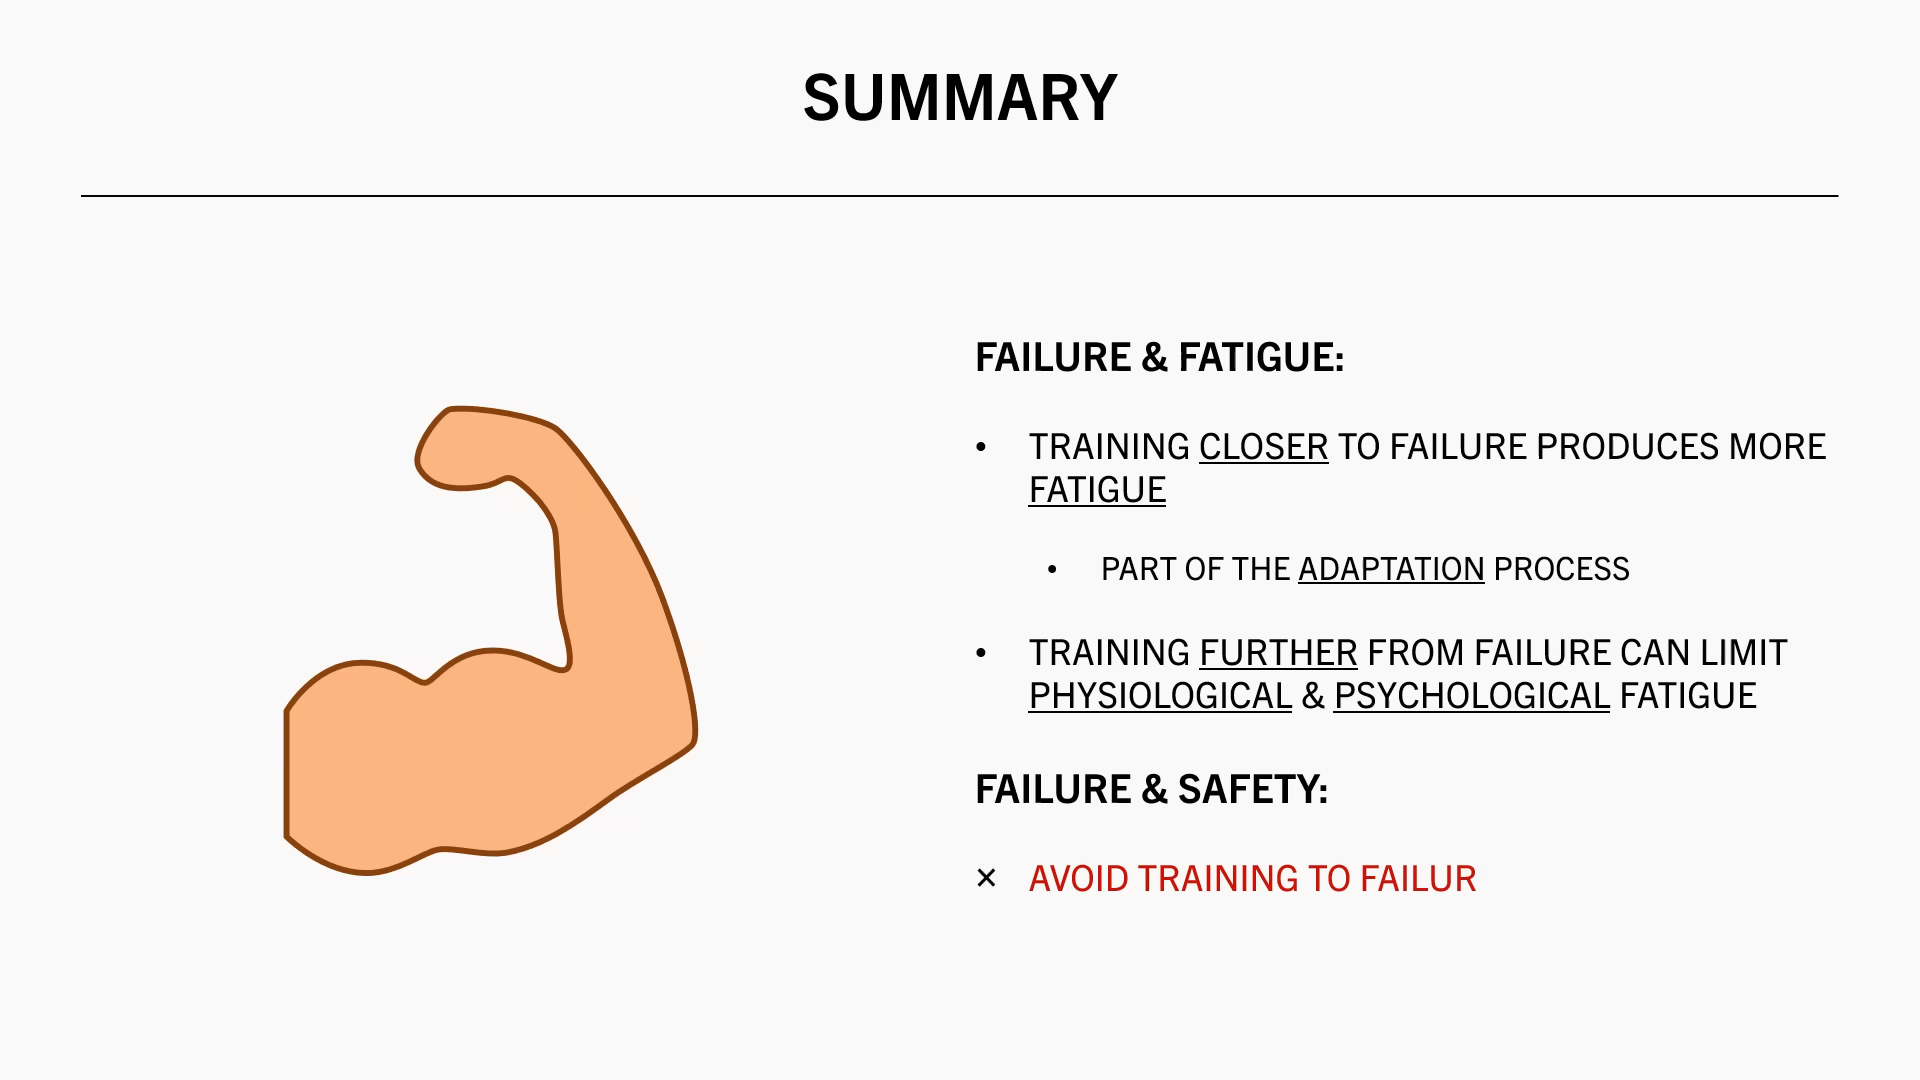 SUMMARY
FAILURE & FATIGUE:
• TRAINING CLOSER TO FAILURE PRODUCES MORE
FATIGUE
• PART OF THE ADAPTATION PROCESS
• TRAINING FURTHER FROM FAILURE CAN LIMIT
PHYSIOLOGICAL & PSYCHOLOGICAL FATIGUE
FAILURE & SAFETY:
× AVOID TRAINING TO FAILUR